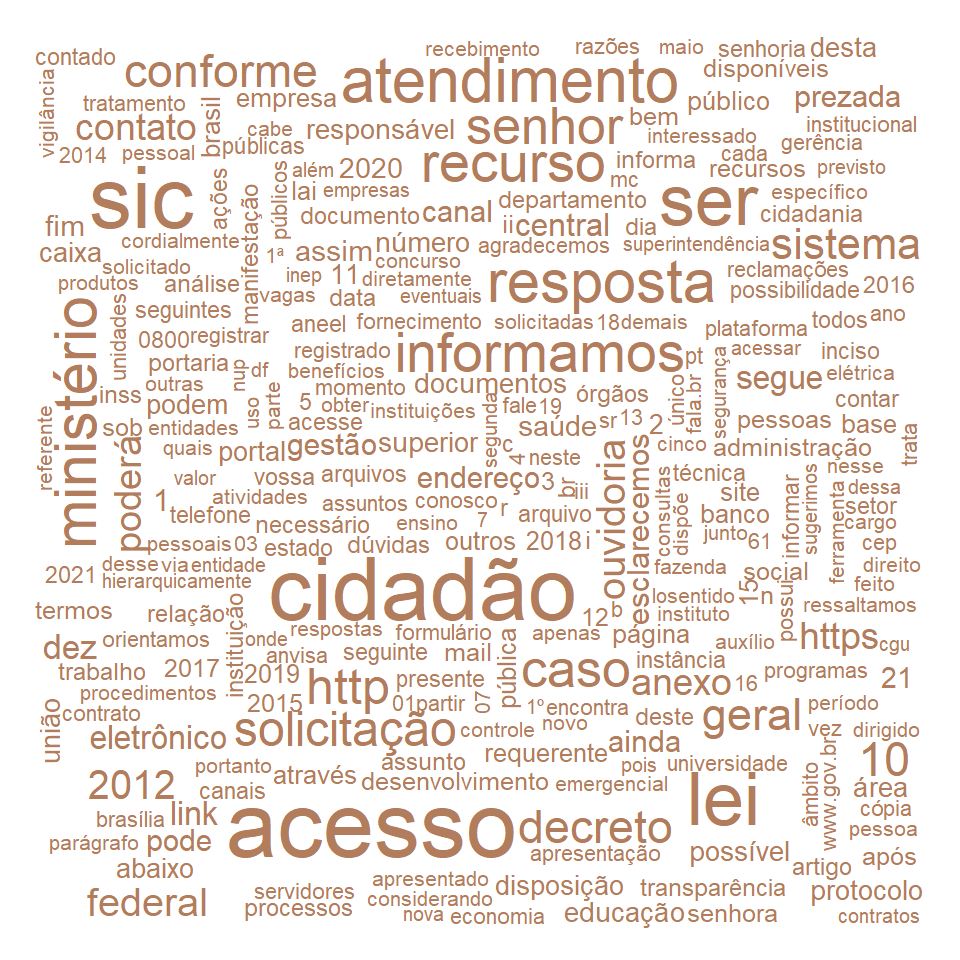 contado
recebimento
razões
maio
senhoria
desta
conforme
atendimento
disponíveis
vigilância
tratamento
empresa
público
prezada
contato
brasil
cabe
responsável
senhor
bem
interessado
institucional
2014
pessoal
públicas
recurso
informa
cada
gerência
sic
ações
públicos
além
2020
mc
recursos
previsto
lai
empresas
departamento
ser
específico
fim
manifestação
documento
canal
ii
central
dia
cidadania
caixa
cordialmente
1ª
assim
número
agradecemos
superintendência
sistema
solicitado
inep
11
concurso
diretamente
resposta
reclamações
produtos
análise
vagas
data
eventuais
possibilidade
2016
ministério
unidades
seguintes
aneel
fornecimento
solicitadas
18
demais
plataforma
todos
ano
0800
registrar
registrado
informamos
pt
acessar
inciso
portaria
nup
df
benefícios
segurança
inss
outras
uso
parte
momento
documentos
órgãos
único
fala.br
segue
elétrica
podem
5
obter
instituições
fale
19
contar
referente
sob
entidades
acesse
segunda
saúde
sr
13
2
pessoas
base
poderá
quais
portal
gestão
superior
c
4
neste
ouvidoria
esclarecemos
cinco
administração
trata
valor
vossa
arquivos
endereço
3
br
iii
técnica
nesse
1
atividades
assuntos
conosco
r
consultas
dispõe
site
informar
sugerimos
ferramenta
dessa
telefone
necessário
ensino
7
arquivo
banco
setor
cargo
pessoais
03
estado
dúvidas
outros
2018
i
junto
61
cep
2021
desse
via
entidade
hierarquicamente
cidadão
fazenda
social
direito
feito
termos
relação
instituição
12
b
losentido
instituto
15
n
possui
ressaltamos
dez
orientamos
onde
respostas
formulário
pública
apenas
página
auxílio
https
cgu
trabalho
2017
2019
anvisa
seguinte
mail
caso
instância
programas
procedimentos
2015
http
presente
anexo
16
21
contrato
01
partir
07
1º
encontra
deste
geral
período
união
eletrônico
solicitação
controle
novo
ainda
vez
dirigido
portanto
através
assunto
requerente
pois
universidade
âmbito
www.gov.br
10
2012
canais
desenvolvimento
emergencial
lei
área
brasília
link
acesso
decreto
cópia
parágrafo
pode
apresentação
possível
pessoa
abaixo
artigo
após
federal
servidores
apresentado
disposição
transparência
protocolo
processos
considerando
nova
economia
educação
senhora
contratos